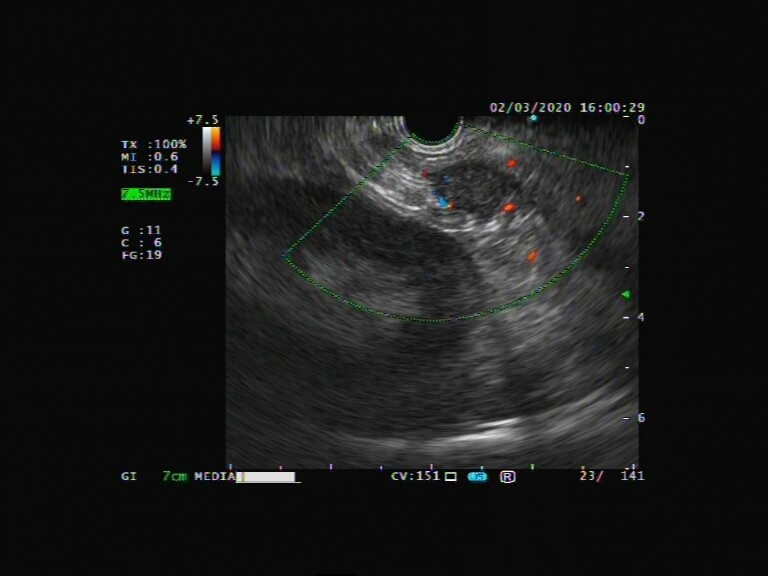 02/03/2020 16:00:29
+7.5
0
TX :100%
MI :0.6
TIS:0.4
-7.5
7.5MHz
2
G :11
C : 6
FG:19
4
6
GI 7cm MEDIA CV:151 US R 23/ 141